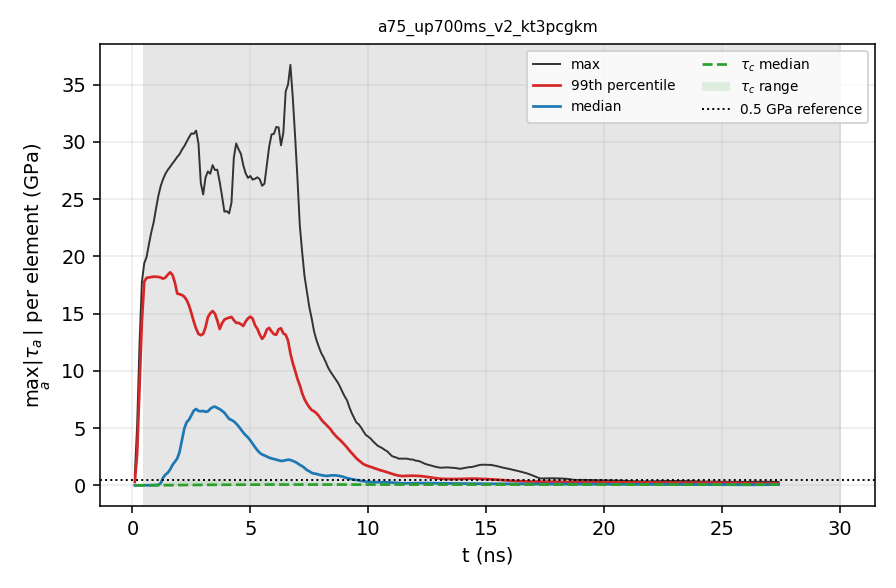 a75_up700ms_v2_kt3pcgkm
max
99th percentile
median
τc median
τc range
0.5 GPa reference
max a |τa| per element (GPa)
35
30
25
20
15
10
5
0
0 5 10 15 20 25 30
t (ns)